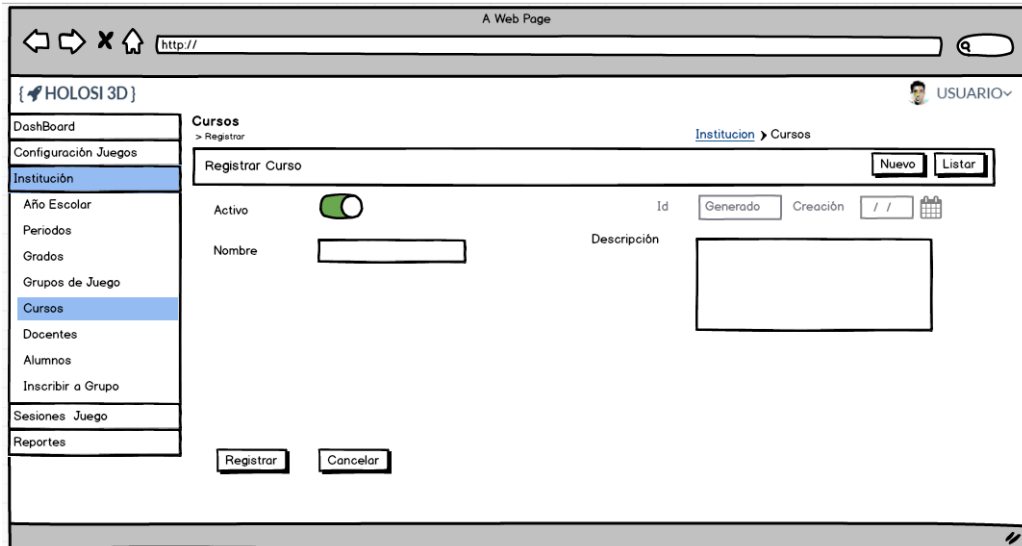 A Web Page
http://
{ HOLOSI 3D }
USUARIO
DashBoard
Configuración Juegos
Institución
Año Escolar
Periodos
Grados
Grupos de Juego
Cursos
Docentes
Alumnos
Inscribir a Grupo
Sesiones Juego
Reportes
Cursos
> Registrar
Institucion > Cursos
Registrar Curso
Nuevo Listar
Activo
Id Generado Creación / /
Nombre
Descripción
Registrar Cancelar